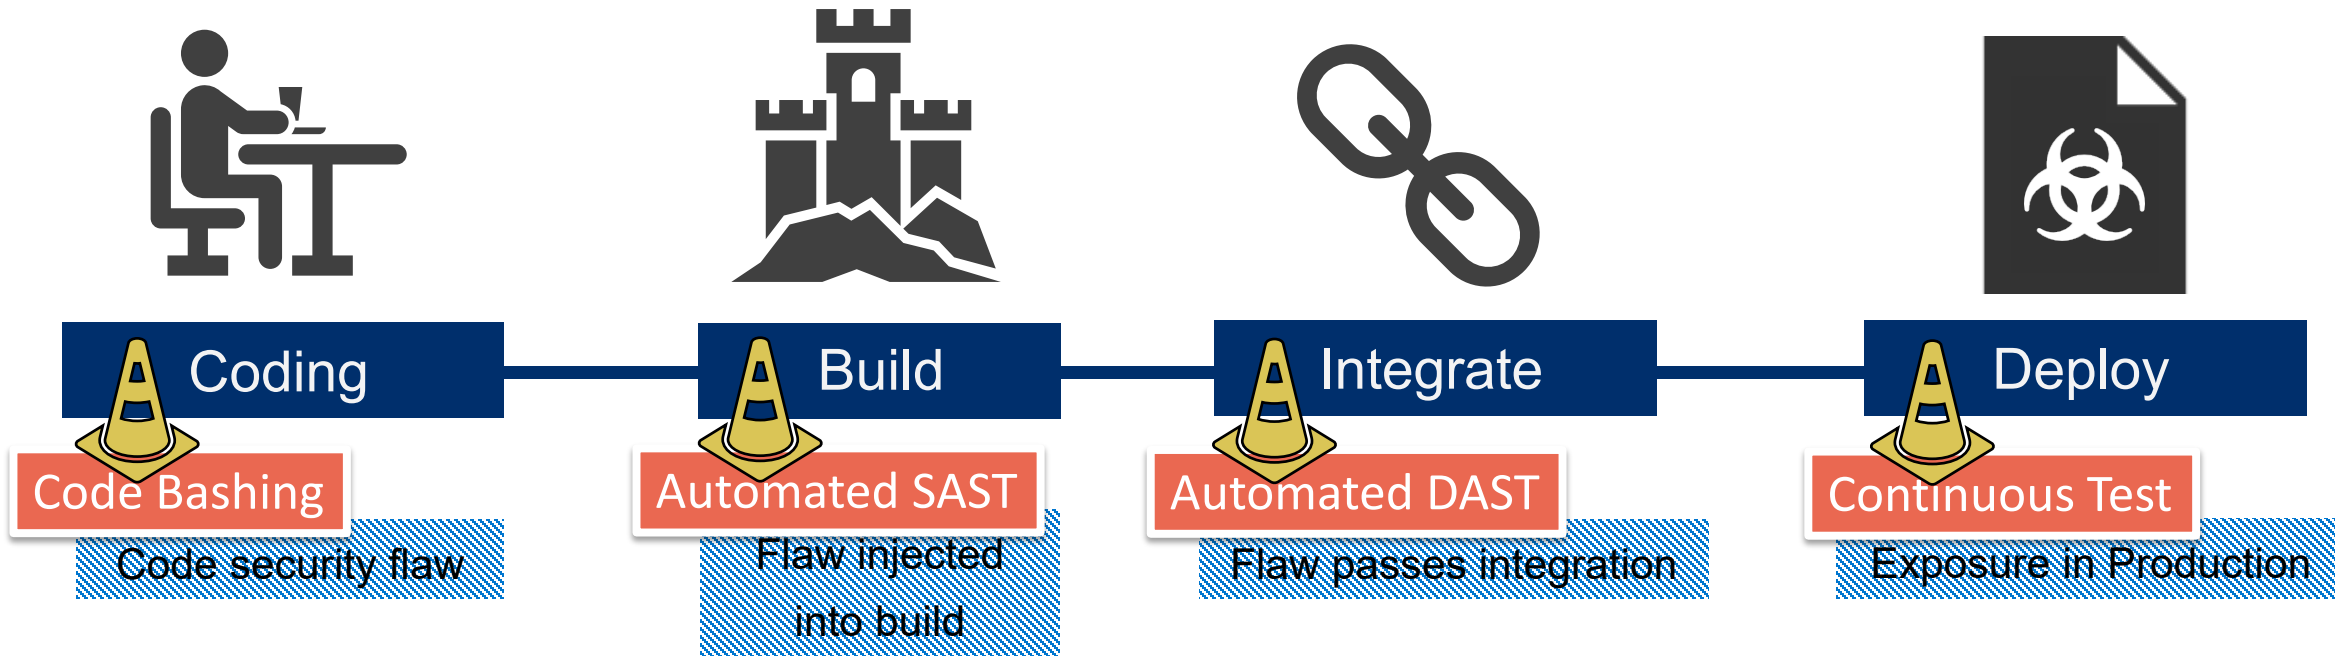 Coding
Build
Integrate
Deploy
Code Bashing
Automated SAST
Automated DAST
Continuous Test
Code security flaw
Flaw injected
into build
Flaw passes integration
Exposure in Production